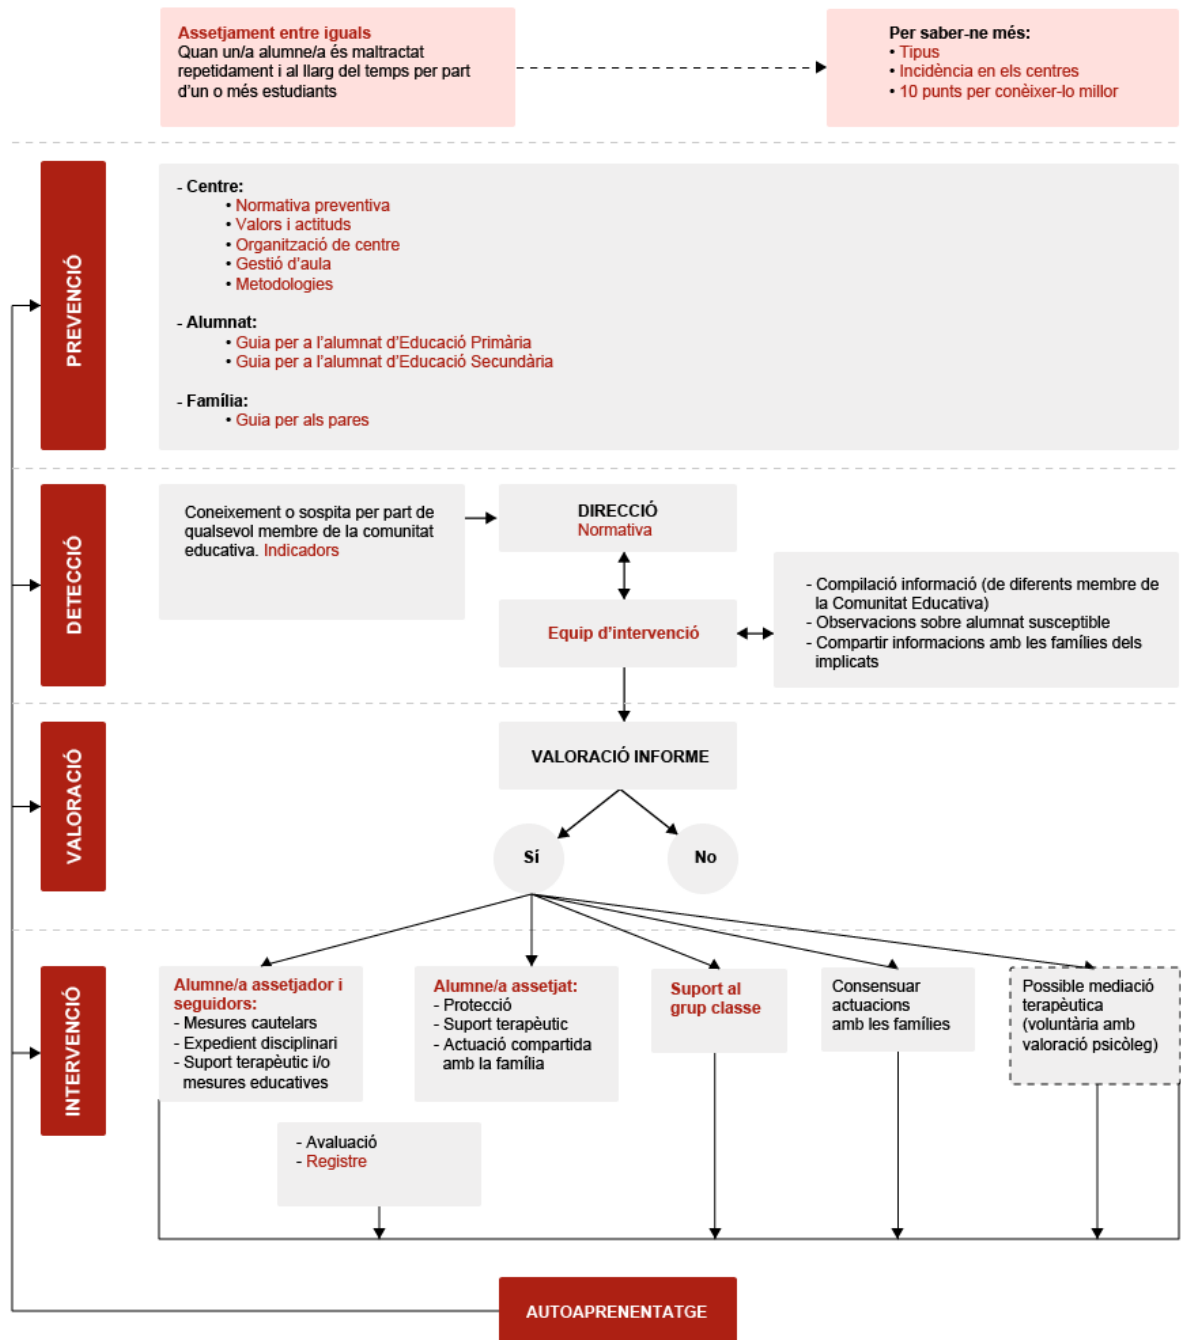 Assetjament entre iguals
Quan un/a alumne/a és maltractat
repetidament i al llarg del temps per part
d'un o més estudiants
Per saber-ne més:
• Tipus
• Incidència en els centres
• 10 punts per conèixer-lo millor
PREVENCIÓ
- Centre:
• Normativa preventiva
• Valors i actituds
• Organització de centre
• Gestió d'aula
• Metodologies
- Alumnat:
• Guia per a l'alumnat d'Educació Primària
• Guia per a l'alumnat d'Educació Secundària
- Família:
• Guia per als pares
DETECCIÓ
Coneixement o sospita per part de
qualsevol membre de la comunitat
educativa. Indicadors
DIRECCIÓ
Normativa
Equip d'intervenció
- Compilació informació (de diferents membre de
la Comunitat Educativa)
- Observacions sobre alumnat susceptible
- Compartir informacions amb les famílies dels
implicats
VALORACIÓ
VALORACIÓ INFORME
Sí
No
INTERVENCIÓ
Alumne/a assetjador i
seguidors:
- Mesures cautelars
- Expedient disciplinari
- Suport terapèutic i/o
mesures educatives
Alumne/a assetjat:
- Protecció
- Suport terapèutic
- Actuació compartida
amb la família
Suport al
grup classe
Consensuar
actuacions
amb les famílies
Possible mediació
terapèutica
(voluntària amb
valoració psicòleg)
- Avaluació
- Registre
AUTOAPRENENTATGE